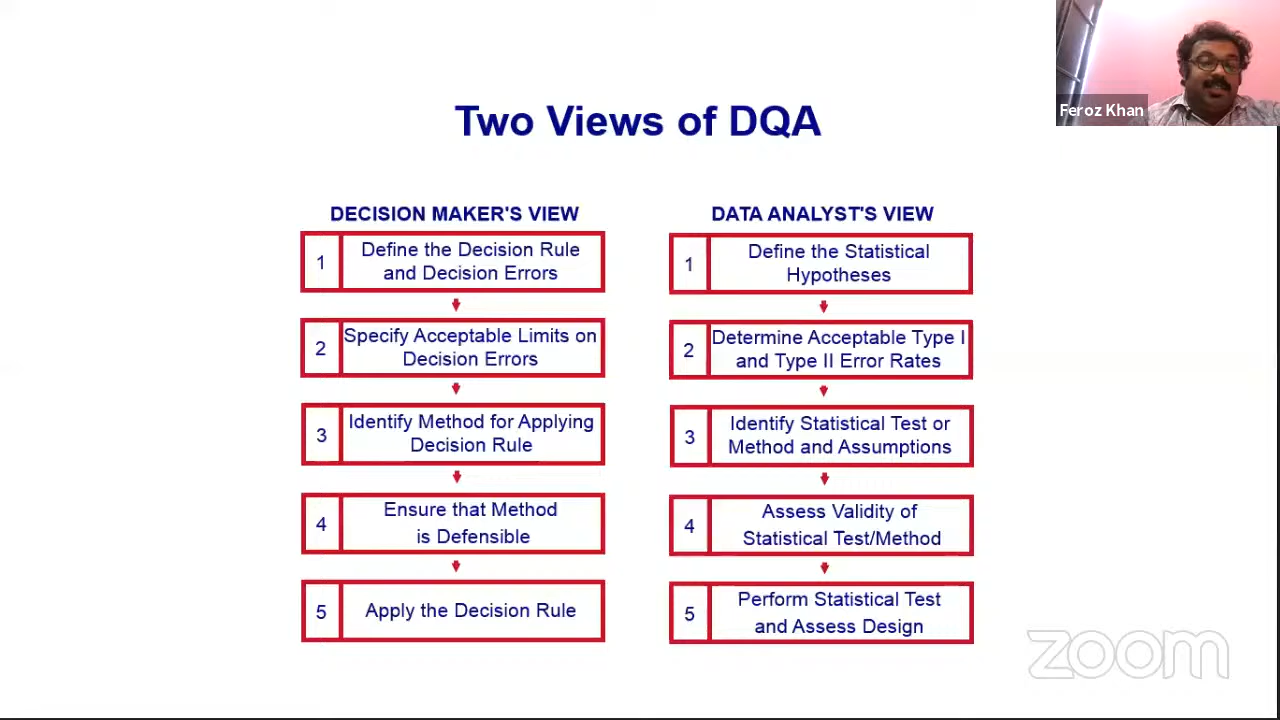 Feroz Khan
Two Views of DQA
DECISION MAKER'S VIEW
1
Define the Decision Rule
and Decision Errors
2
Specify Acceptable Limits on
Decision Errors
3
Identify Method for Applying
Decision Rule
4
Ensure that Method
is Defensible
5
Apply the Decision Rule
DATA ANALYST'S VIEW
1
Define the Statistical
Hypotheses
2
Determine Acceptable Type I
and Type II Error Rates
3
Identify Statistical Test or
Method and Assumptions
4
Assess Validity of
Statistical Test/Method
5
Perform Statistical Test
and Assess Design
zoom